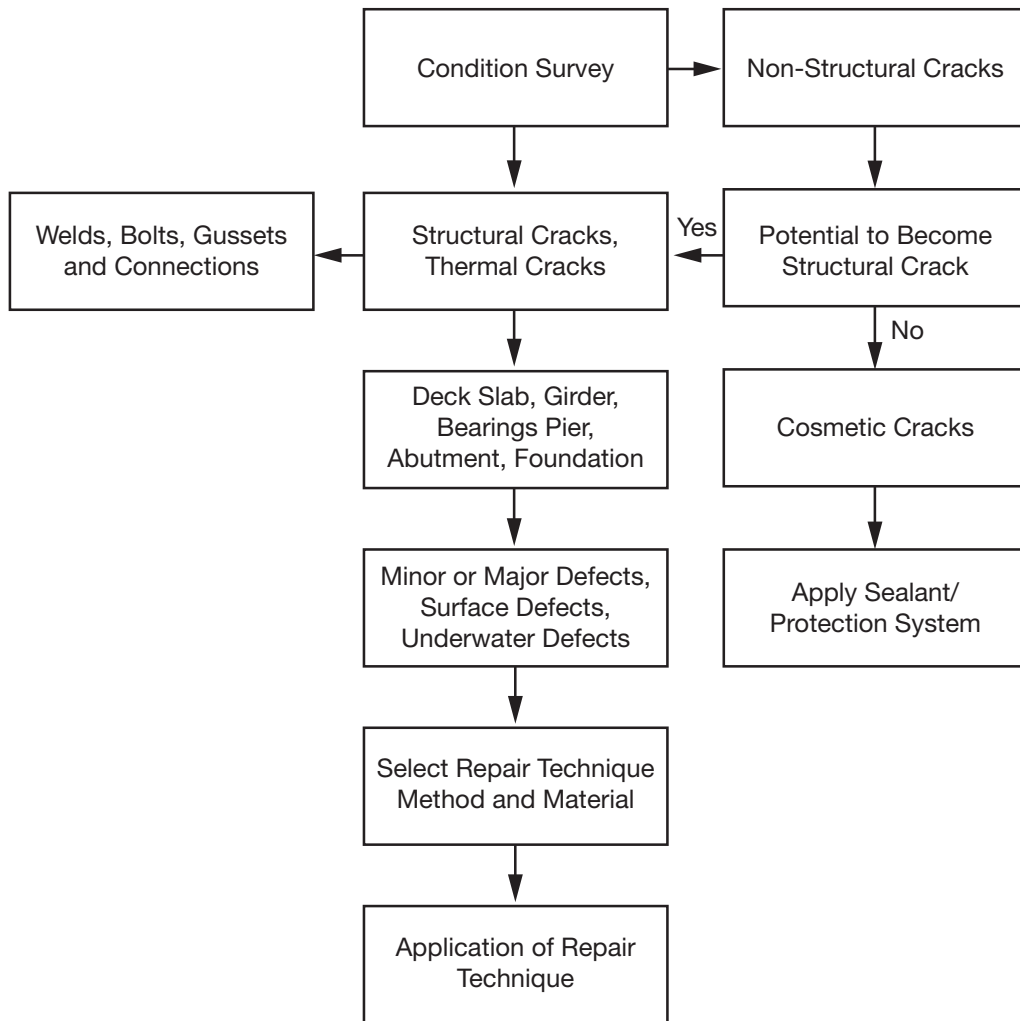 Condition Survey
Non-Structural Cracks
Welds, Bolts, Gussets
and Connections
Structural Cracks,
Thermal Cracks
Yes
Potential to Become
Structural Crack
No
Deck Slab, Girder,
Bearings Pier,
Abutment, Foundation
Cosmetic Cracks
Minor or Major Defects,
Surface Defects,
Underwater Defects
Apply Sealant/
Protection System
Select Repair Technique
Method and Material
Application of Repair
Technique